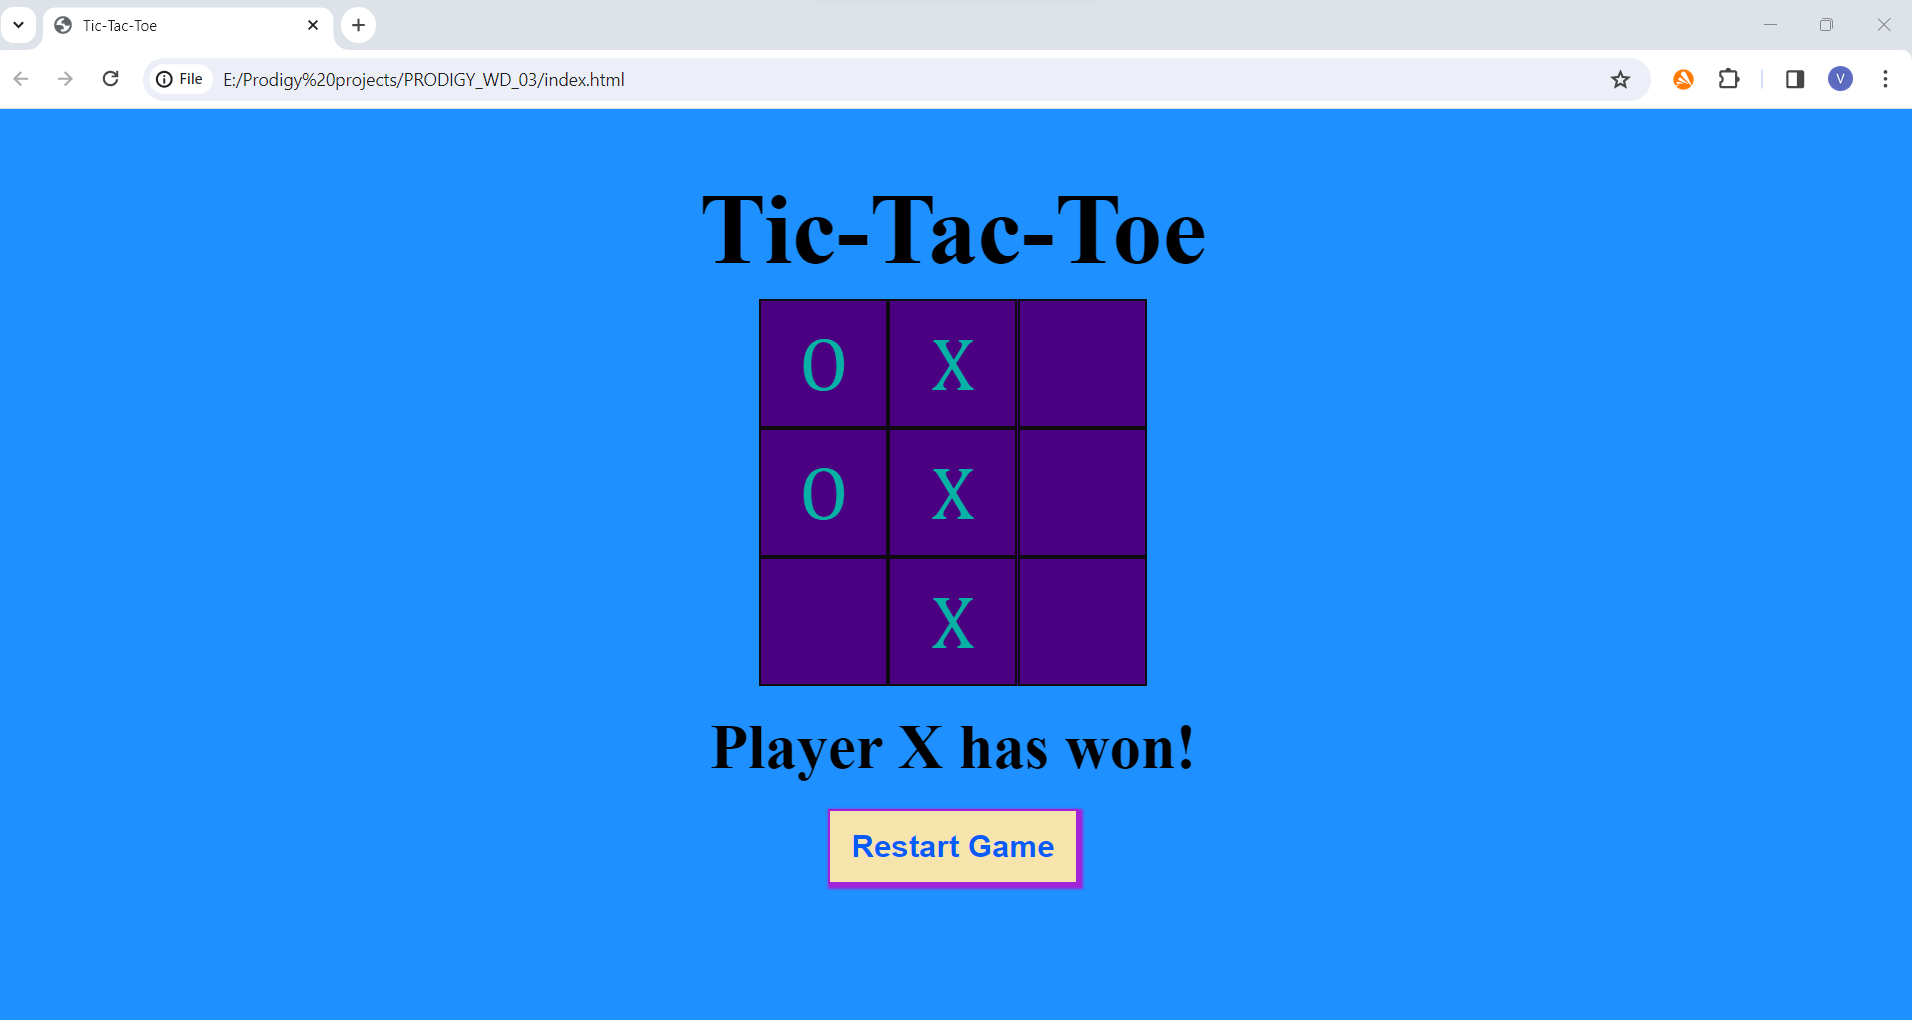 Tic-Tac-Toe
File E:/Prodigy%20projects/PRODIGY_WD_03/index.html V
Tic-Tac-Toe
O X
O X
X
Player X has won!
Restart Game